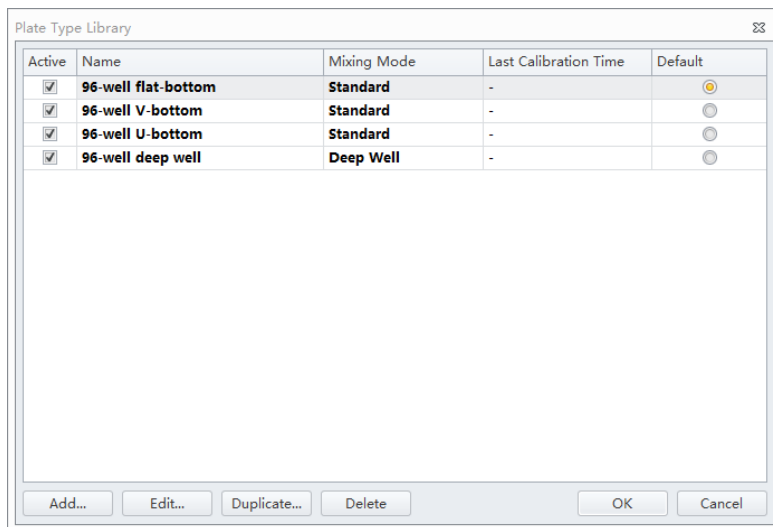 Plate Type Library
Active Name Mixing Mode Last Calibration Time Default
96-well flat-bottom Standard -
96-well V-bottom Standard -
96-well U-bottom Standard -
96-well deep well Deep Well -
Add... Edit... Duplicate... Delete OK Cancel